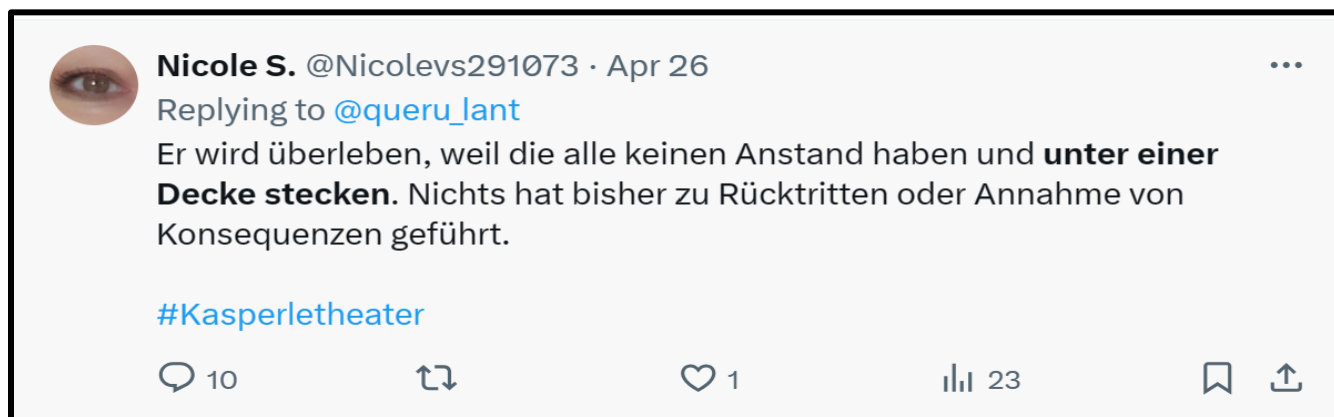 Nicole S. @Nicolevs291073 · Apr 26
Replying to @queru_lant
Er wird überleben, weil die alle keinen Anstand haben und unter einer
Decke stecken. Nichts hat bisher zu Rücktritten oder Annahme von
Konsequenzen geführt.
#Kasperletheater
10 1 23